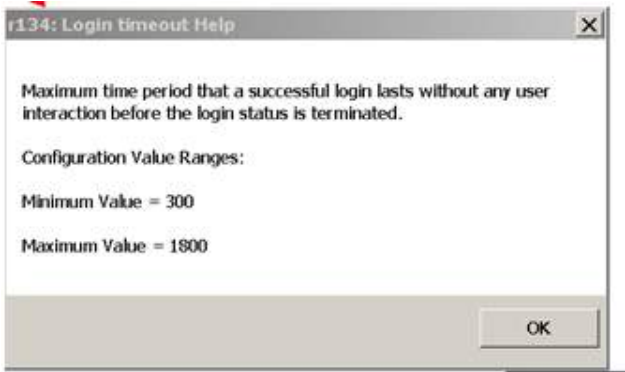 r134: Login timeout Help
Maximum time period that a successful login lasts without any user
interaction before the login status is terminated.
Configuration Value Ranges:
Minimum Value = 300
Maximum Value = 1800
OK